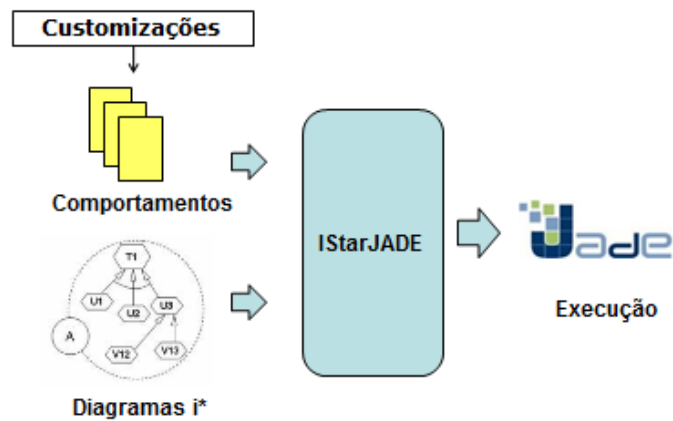 Customizações
Comportamentos
IStarJADE
Jade
Execução
T1
U1
U2
U3
A
V12
V13
Diagramas i*